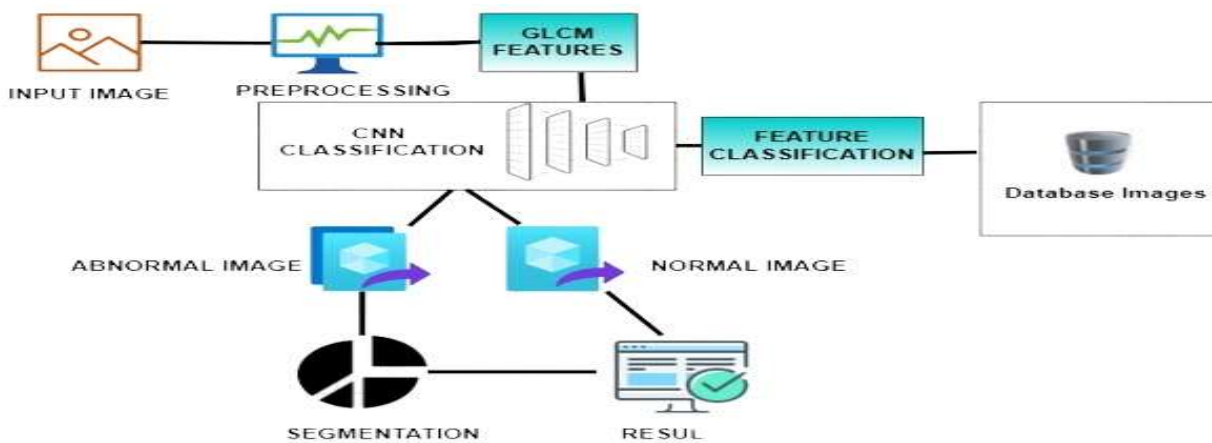 GLCM
FEATURES
INPUT IMAGE
PREPROCESSING
CNN
CLASSIFICATION
FEATURE
CLASSIFICATION
Database Images
ABNORMAL IMAGE
NORMAL IMAGE
SEGMENTATION
RESUL